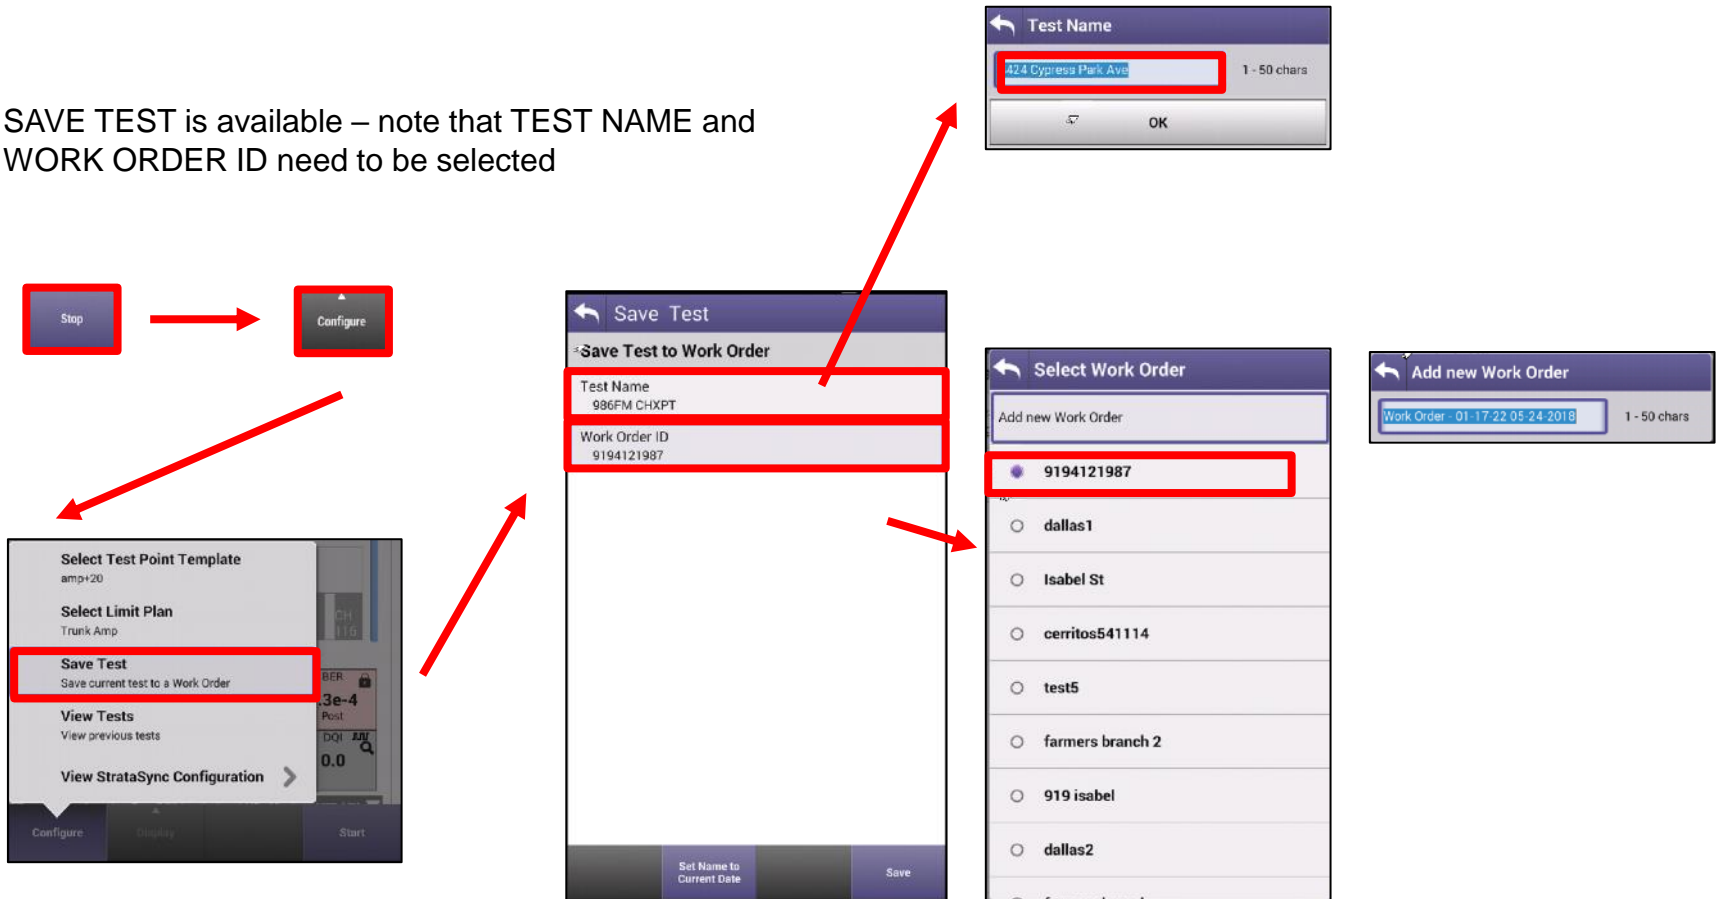 Test Name
424 Cypress Park Ave
1 - 50 chars
OK
SAVE TEST is available – note that TEST NAME and
WORK ORDER ID need to be selected
Stop
Configure
Save Test
Save Test to Work Order
Test Name
986FM CHXPT
Work Order ID
9194121987
Set Name to
Current Date
Save
Select Work Order
Add new Work Order
9194121987
dallas1
Isabel St
cerritos541114
test5
farmers branch 2
919 isabel
dallas2
Add new Work Order
Work Order - 01-17-22 05-24-2018
1 - 50 chars
Select Test Point Template
amp+20
Select Limit Plan
Trunk Amp
Save Test
Save current test to a Work Order
View Tests
View previous tests
View StrataSync Configuration
CH
116
BER
.3e-4
Post
DQI
0.0
Configure
Display
Start